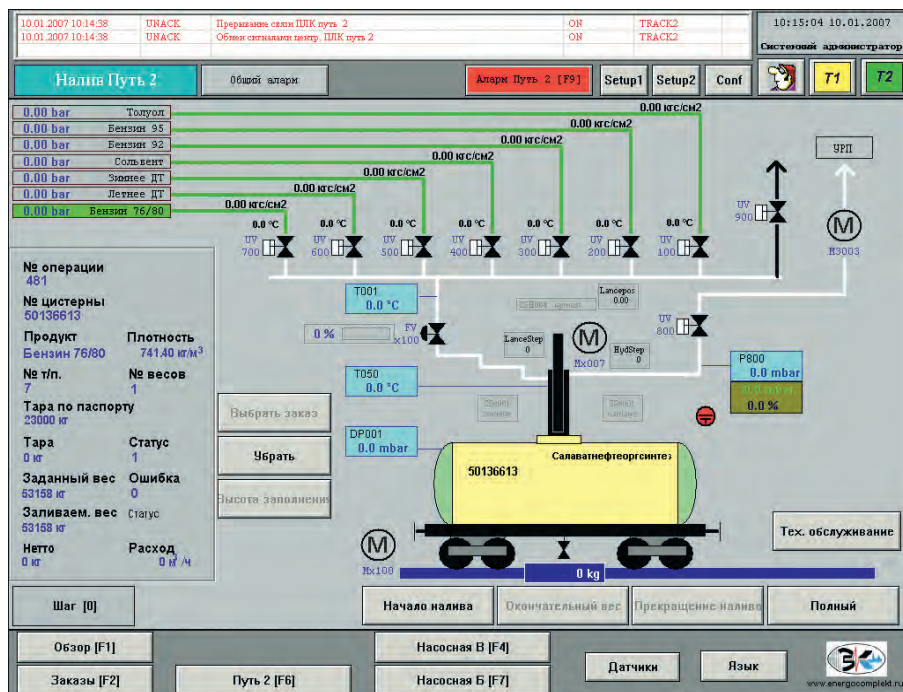 10.01.2007 10:14:38 UNACK Прерывание связи ПЛК путь 2 ON TRACK2
10.01.2007 10:14:38 UNACK Обмен сигналами центр. ПЛК путь 2 ON TRACK2
10:15:04 10.01.2007
Системный администратор
Налив Путь 2
Общий аларм
Аларм Путь 2 [F9]
Setup1
Setup2
Conf
T1
T2
0.00 bar Толуол
0.00 bar Бензин 95
0.00 bar Бензин 92
0.00 bar Сольвент
0.00 bar Зимнее ДТ
0.00 bar Летнее ДТ
0.00 bar Бензин 76/80
0.00 кгс/см2
0.00 кгс/см2
0.00 кгс/см2
0.00 кгс/см2
0.00 кгс/см2
0.00 кгс/см2
0.00 кгс/см2
0.0 °C
0.0 °C
0.0 °C
0.0 °C
0.0 °C
0.0 °C
0.0 °C
UV 700
UV 600
UV 500
UV 400
UV 300
UV 200
UV 100
UV 900
УРП
M
M3003
№ операции
481
№ цистерны
50136613
Продукт Плотность
Бензин 76/80 741.40 кг/м3
№ т/п. № весов
7 1
Тара по паспорту
23000 кг
Тара Статус
0 кг 1
Заданный вес Ошибка
53158 кг 0
Заливаем. вес Статус
53158 кг
Нетто Расход
0 кг 0 м3/ч
T001
0.0 °C
0 %
FV
x100
Lancepos
0.00
LanceStep
0
M
Mx007
HydStep
0
UV
800
T050
0.0 °C
P800
0.0 mbar
0.0 mbar
0.0 %
DP001
0.0 mbar
Выбрать заказ
Убрать
Высота заполнения
50136613
Салаватнефтеоргсинтез
M
Mx100
0 kg
Тех. обслуживание
Шаг [0]
Начало налива
Окончательный вес
Прекращение налива
Полный
Обзор [F1]
Заказы [F2]
Путь 2 [F6]
Насосная В [F4]
Насосная Б [F7]
Датчики
Язык
ЭК
www.energocomplekt.ru